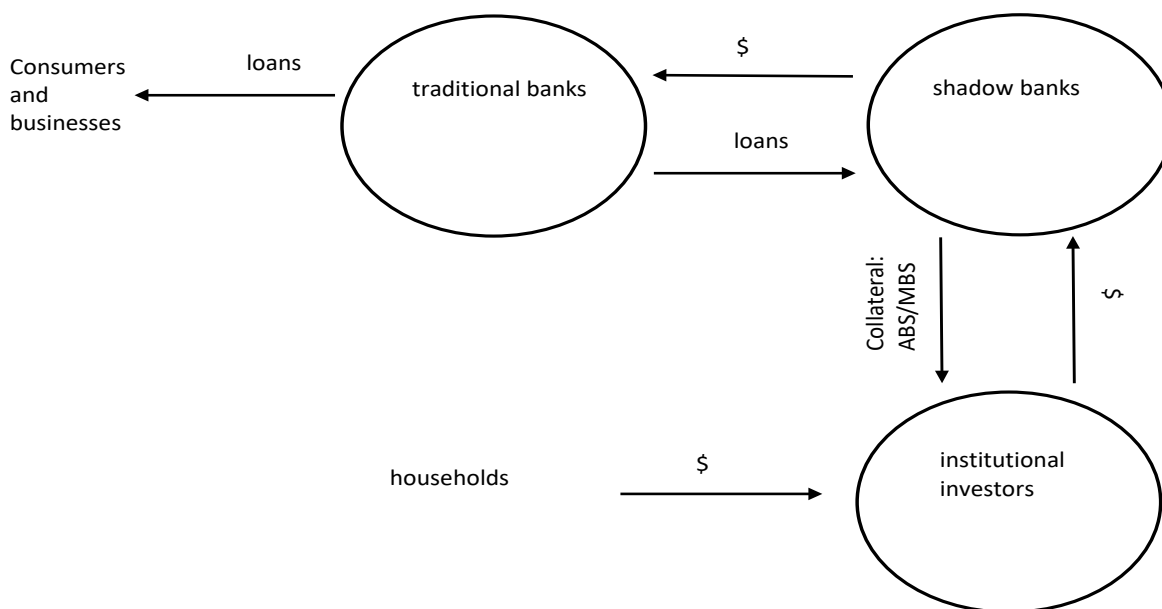 $
loans
Consumers
and
businesses
traditional banks
shadow banks
loans
Collateral:
ABS/MBS
$
households
$
institutional
investors